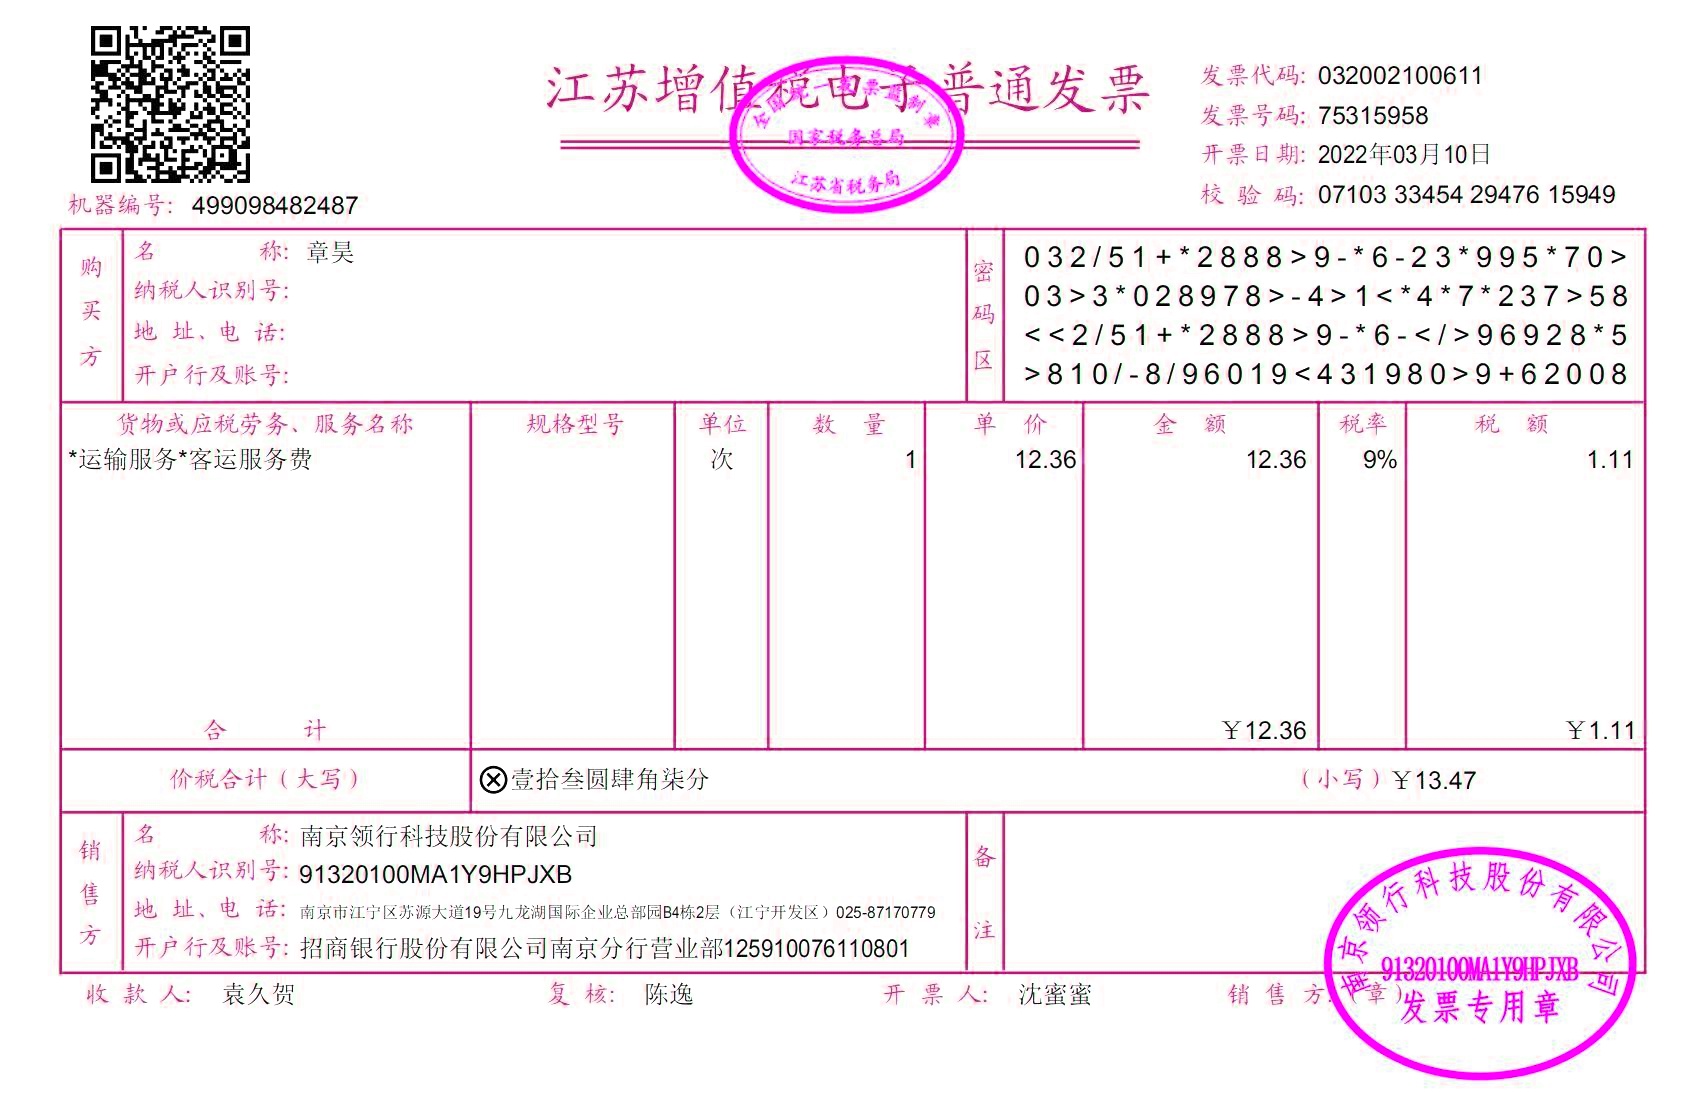 江苏增值税电子普通发票
全国统一发票监制章
国家税务总局
江苏省税务局
发票代码: 032002100611
发票号码: 75315958
开票日期: 2022年03月10日
校 验 码: 07103 33454 29476 15949
机器编号: 499098482487
购买方
名 称: 章昊
纳税人识别号:
地 址、电 话:
开户行及账号:
密码区
032/51+*2888>9-*6-23*995*70>
03>3*028978>-4>1<*4*7*237>58
<<2/51+*2888>9-*6-</>96928*5
>810/-8/96019<431980>9+62008
货物或应税劳务、服务名称 规格型号 单位 数 量 单 价 金 额 税率 税 额
*运输服务*客运服务费 次 1 12.36 12.36 9% 1.11
合 计 ￥12.36 ￥1.11
价税合计（大写） ⊗壹拾叁圆肆角柒分 （小写）￥13.47
销售方
名 称: 南京领行科技股份有限公司
纳税人识别号: 91320100MA1Y9HPJXB
地 址、电 话: 南京市江宁区苏源大道19号九龙湖国际企业总部园B4栋2层（江宁开发区）025-87170779
开户行及账号: 招商银行股份有限公司南京分行营业部125910076110801
备注
收 款 人: 袁久贺 复 核: 陈逸 开 票 人: 沈蜜蜜 销 售 方:（章）
南京领行科技股份有限公司
91320100MA1Y9HPJXB
发票专用章